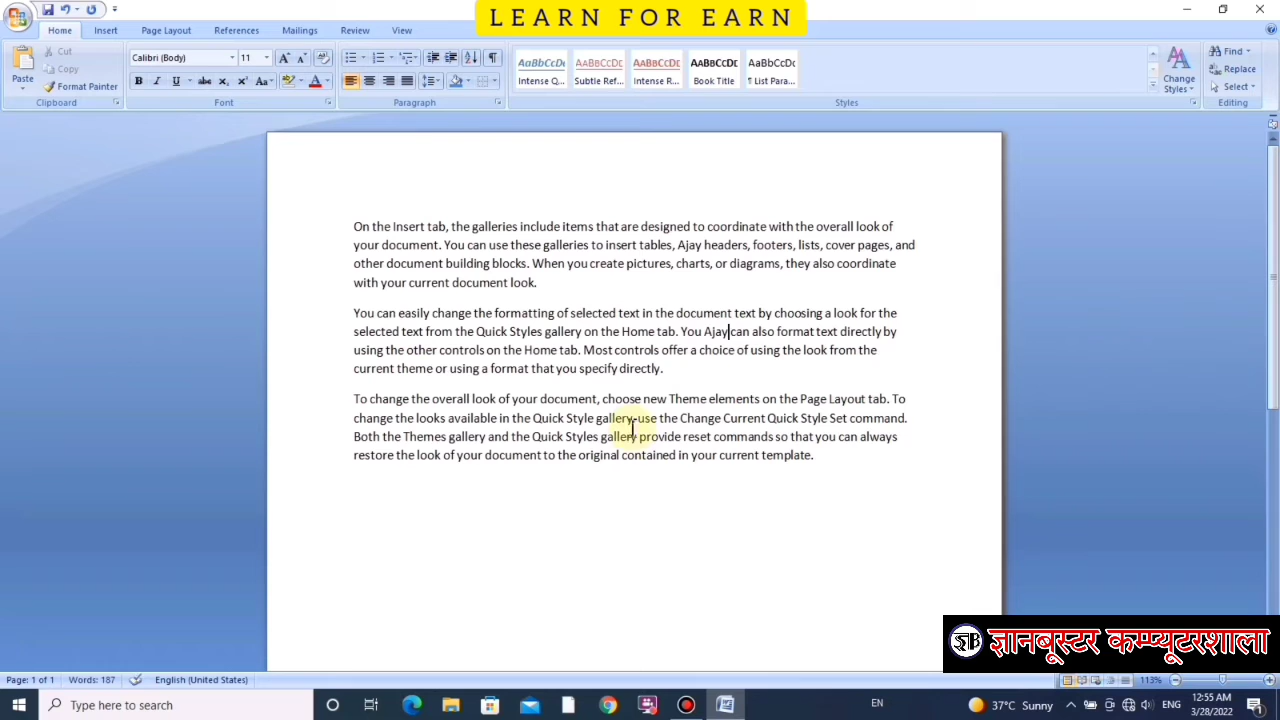 LEARN FOR EARN
Home Insert Page Layout References Mailings Review View
Cut
Calibri (Body) 11
AaBbCcDc AaBbCcDc AaBbCcDc AaBbCcDc AaBbCcDc
Find
Copy
Paste
Change
Replace
Format Painter
Intense Q... Subtle Ref... Intense R... Book Title ¶ List Para...
Styles
Select
Clipboard Font Paragraph Styles Editing
On the Insert tab, the galleries include items that are designed to coordinate with the overall look of
your document. You can use these galleries to insert tables, Ajay headers, footers, lists, cover pages, and
other document building blocks. When you create pictures, charts, or diagrams, they also coordinate
with your current document look.
You can easily change the formatting of selected text in the document text by choosing a look for the
selected text from the Quick Styles gallery on the Home tab. You Ajay can also format text directly by
using the other controls on the Home tab. Most controls offer a choice of using the look from the
current theme or using a format that you specify directly.
To change the overall look of your document, choose new Theme elements on the Page Layout tab. To
change the looks available in the Quick Style gallery, use the Change Current Quick Style Set command.
Both the Themes gallery and the Quick Styles gallery provide reset commands so that you can always
restore the look of your document to the original contained in your current template.
ज्ञानबूस्टर कम्प्यूटरशाला
Page: 1 of 1 Words: 187 English (United States) 113%
Type here to search
EN
37°C Sunny
12:55 AM
3/28/2022